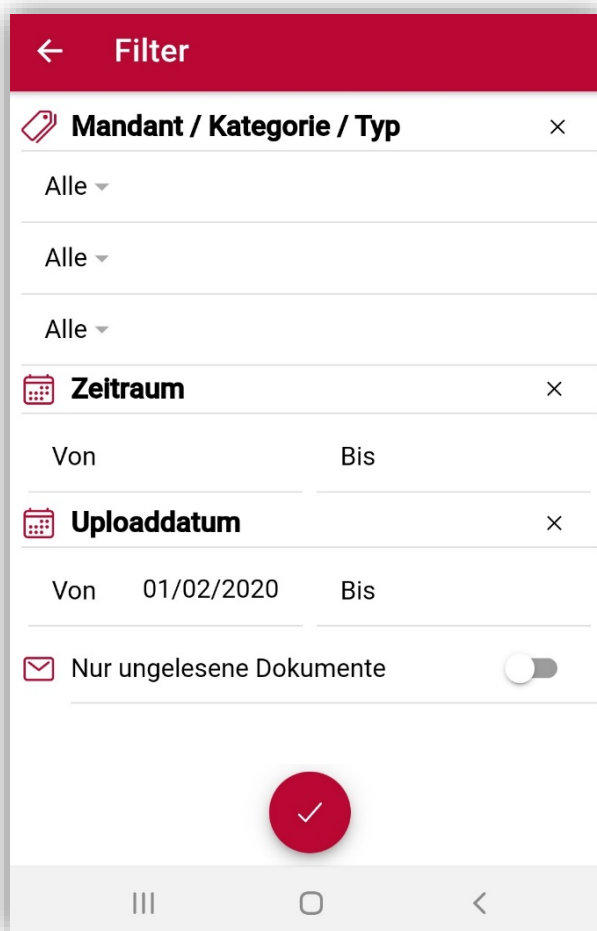 Filter
Mandant / Kategorie / Typ
Alle
Alle
Alle
Zeitraum
Von Bis
Uploaddatum
Von 01/02/2020 Bis
Nur ungelesene Dokumente